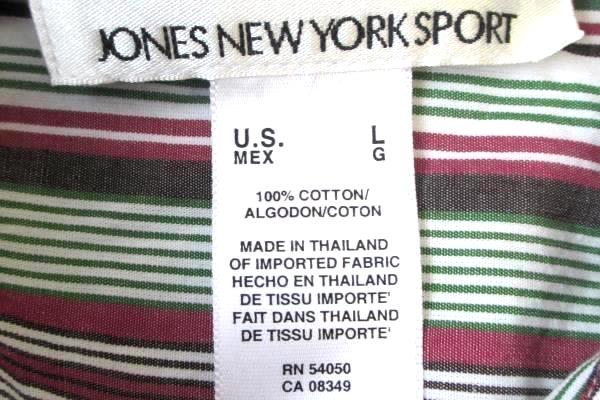 JONES NEW YORK SPORT
U.S. L
MEX G
100% COTTON/
ALGODON/COTON
MADE IN THAILAND
OF IMPORTED FABRIC
HECHO EN THAILAND
DE TISSU IMPORTE'
FAIT DANS THAILAND
DE TISSU IMPORTE'
RN 54050
CA 08349